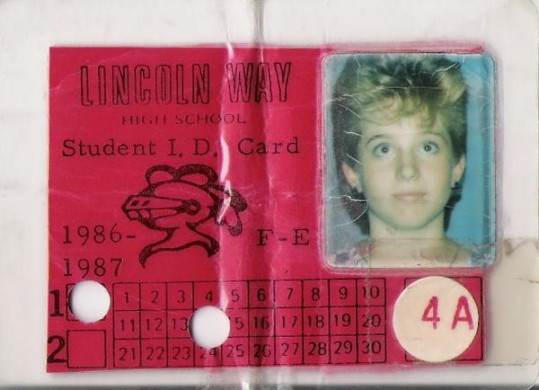 LINCOLN WAY
HIGH SCHOOL
Student I.D. Card
1986-
F-E
1987
1
1 2 3 4 5 6 7 8 9 10
11 12 13 15 16 17 18 19 20
2
21 22 23 24 25 26 27 28 29 30
4A